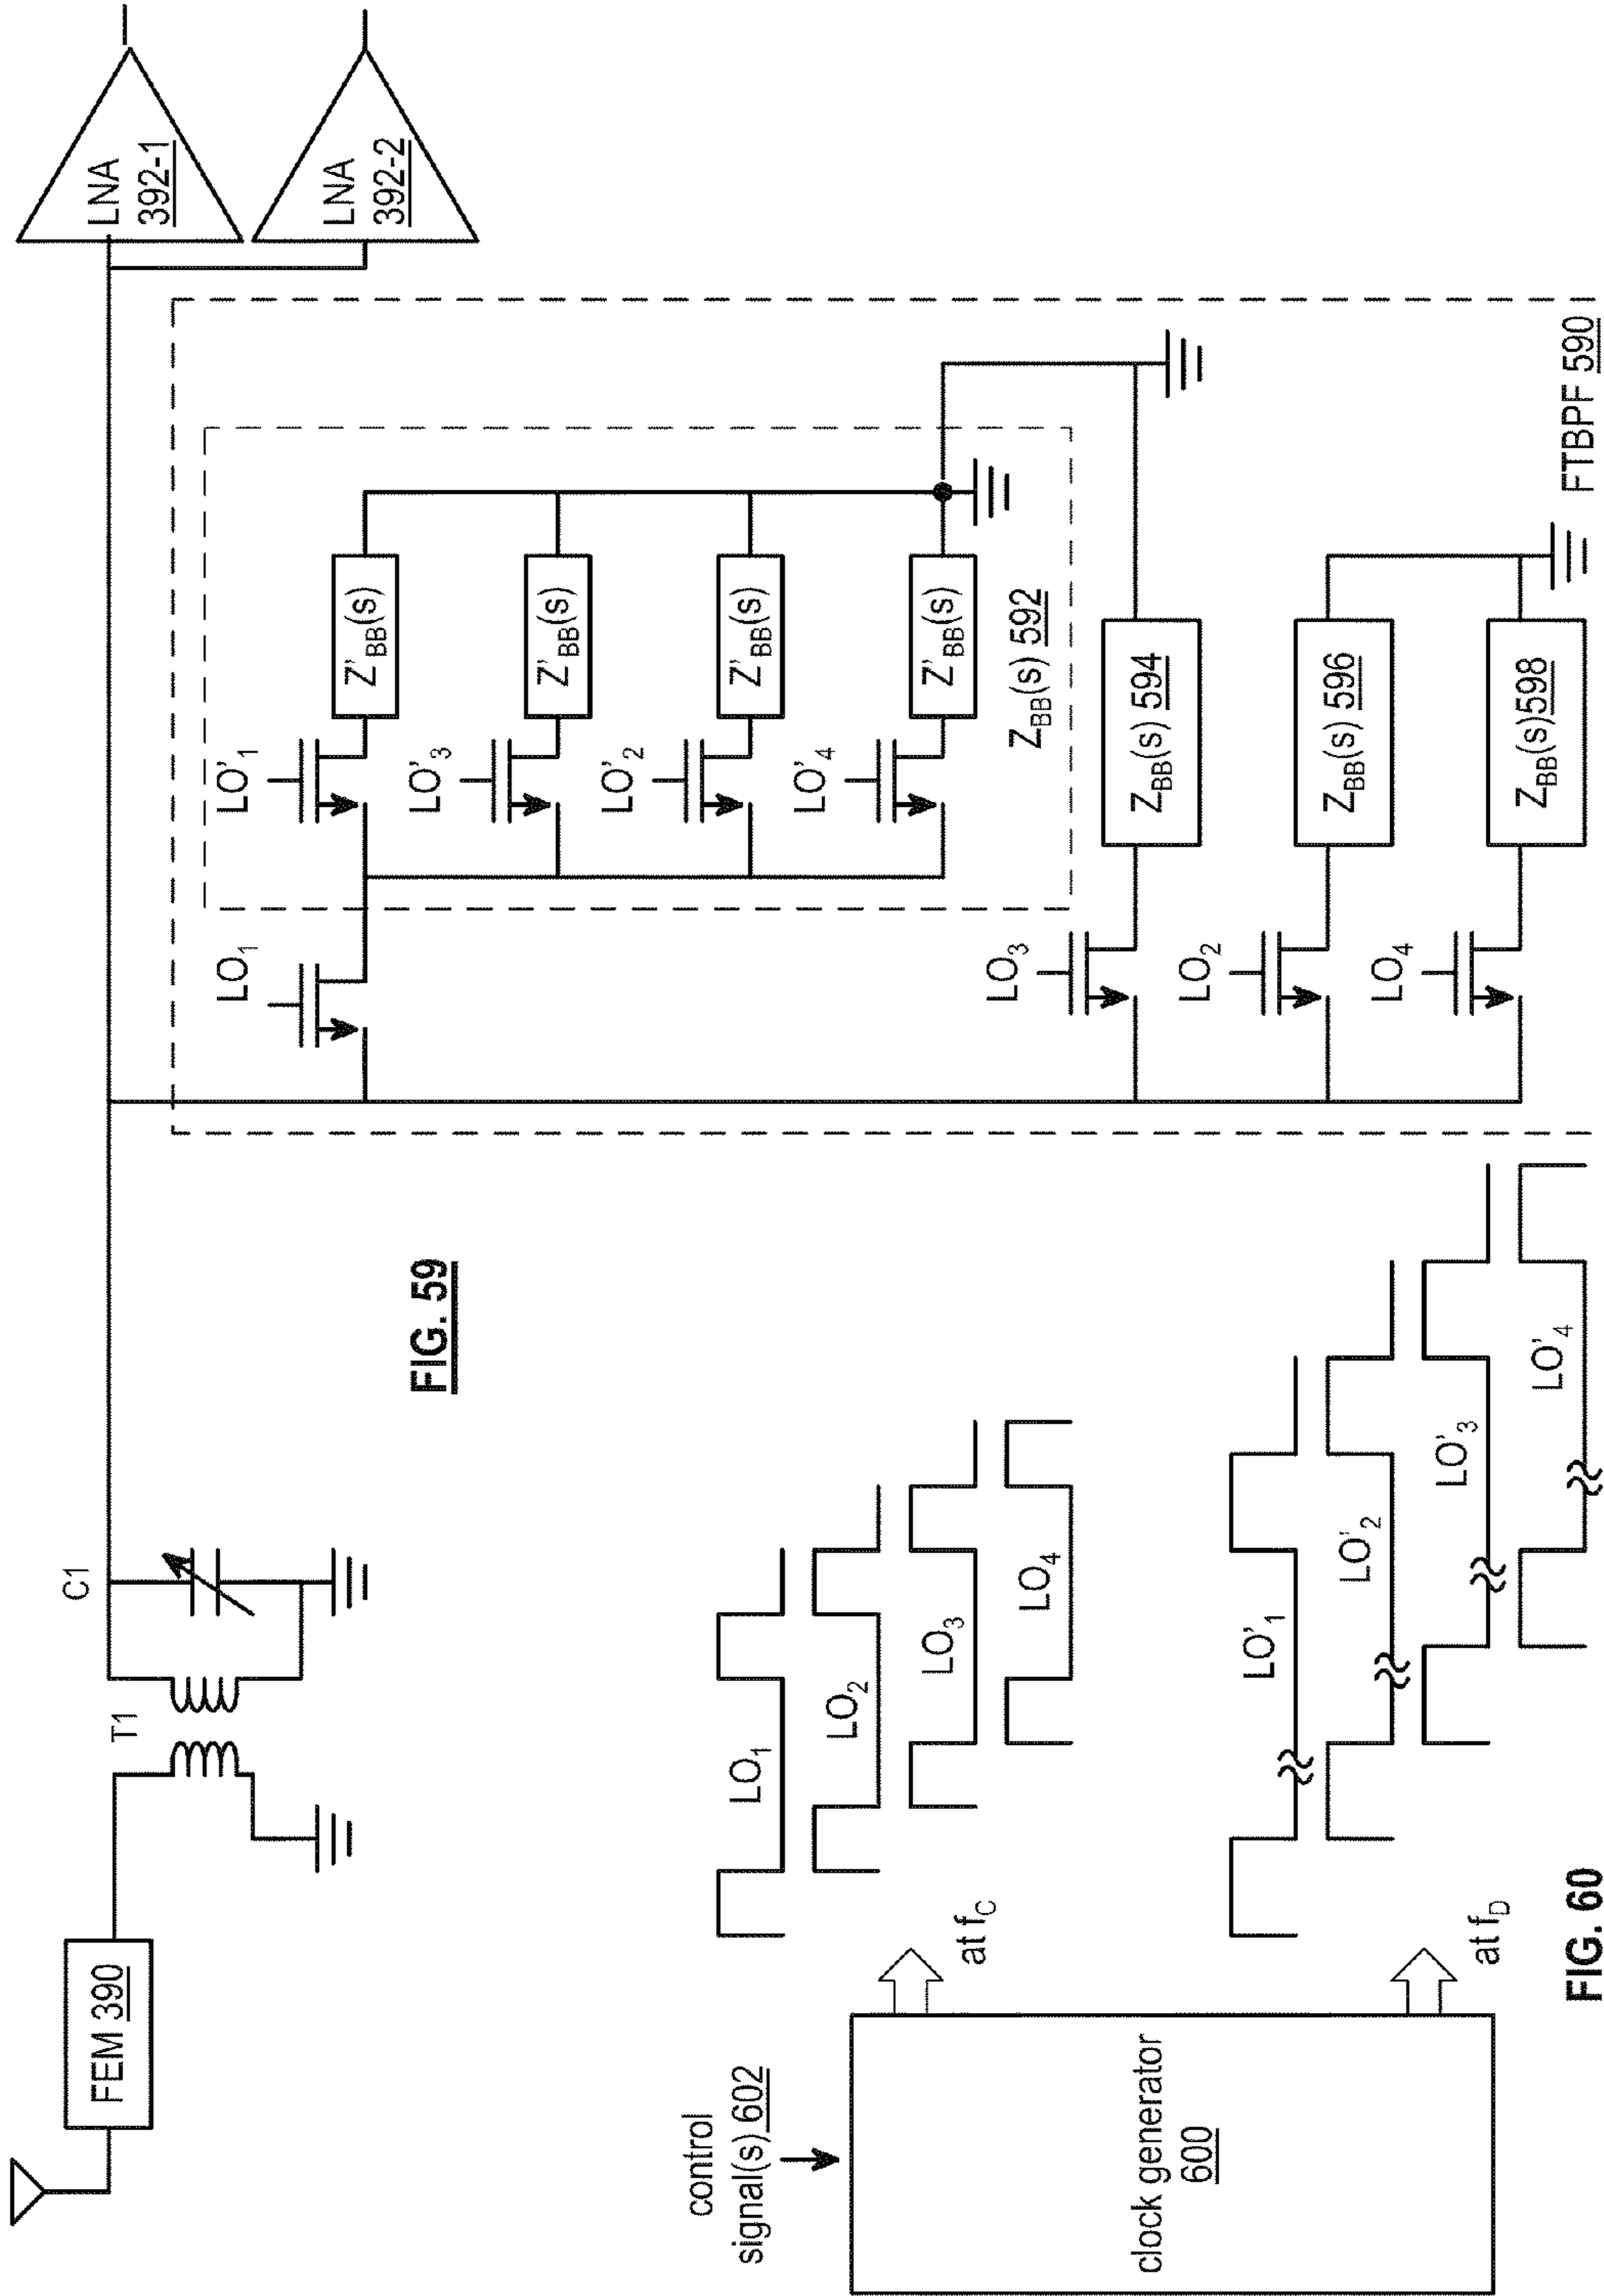 FEM 390
T1
C1
LNA
392-1
LNA
392-2
FIG. 59
LO1
LO'1
Z'BB(s)
LO'3
Z'BB(s)
LO'2
Z'BB(s)
LO'4
Z'BB(s)
ZBB(s) 592
LO3
ZBB(s) 594
LO2
ZBB(s) 596
LO4
ZBB(s)598
FTBPF 590
control
signal(s) 602
clock generator
600
at fC
at fD
LO1
LO2
LO3
LO4
LO'1
LO'2
LO'3
LO'4
FIG. 60